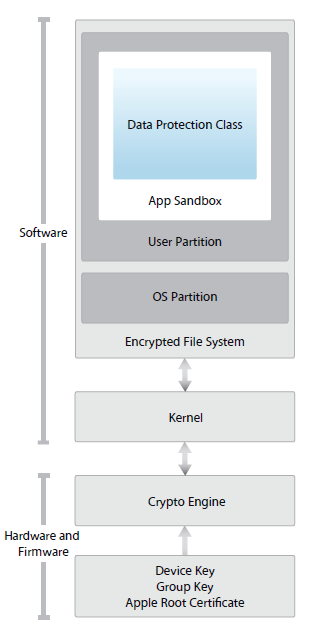 Data Protection Class
App Sandbox
User Partition
OS Partition
Encrypted File System
Software
Kernel
Crypto Engine
Hardware and
Firmware
Device Key
Group Key
Apple Root Certificate